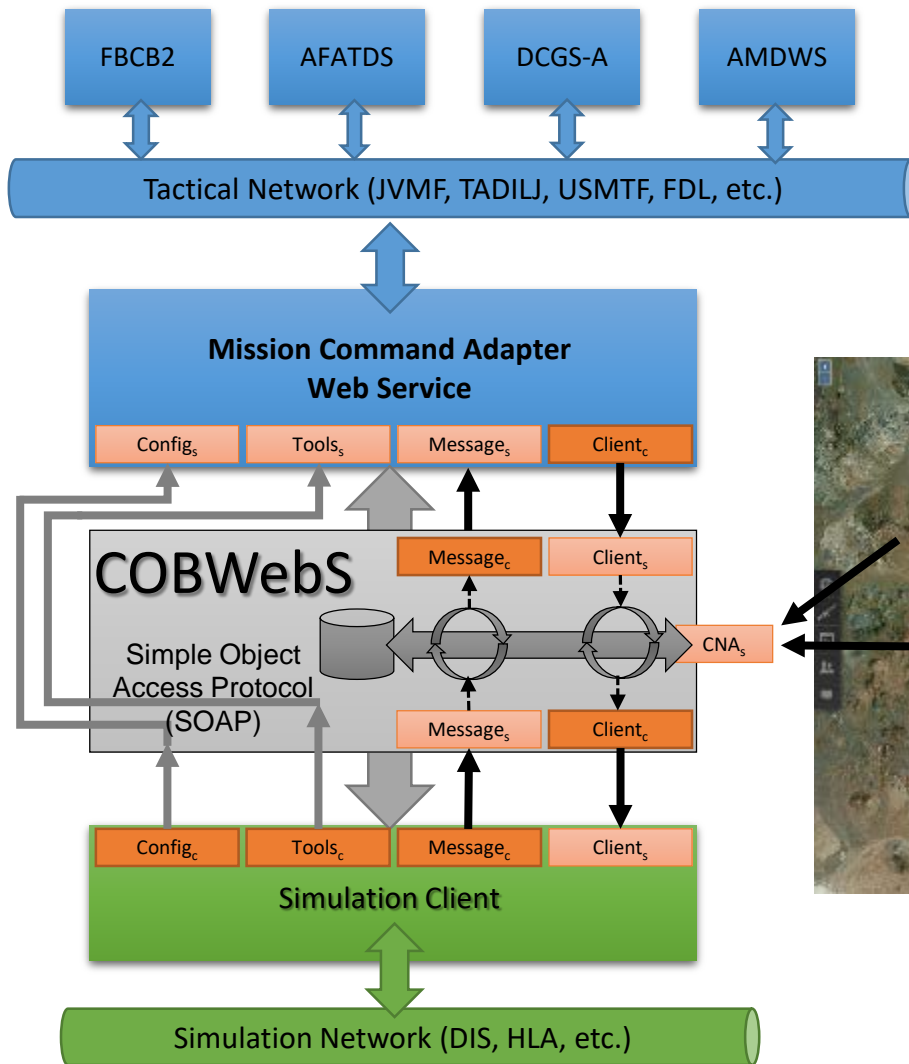 FBCB2
AFATDS
DCGS-A
AMDWS
Tactical Network (JVMF, TADILJ, USMTF, FDL, etc.)
Mission Command Adapter
Web Service
Configs
Toolss
Messages
Clientc
COBWebS
Messagec
Clients
CNAs
Simple Object
Access Protocol
(SOAP)
Messages
Clientc
Configc
Toolsc
Messagec
Clients
Simulation Client
Simulation Network (DIS, HLA, etc.)